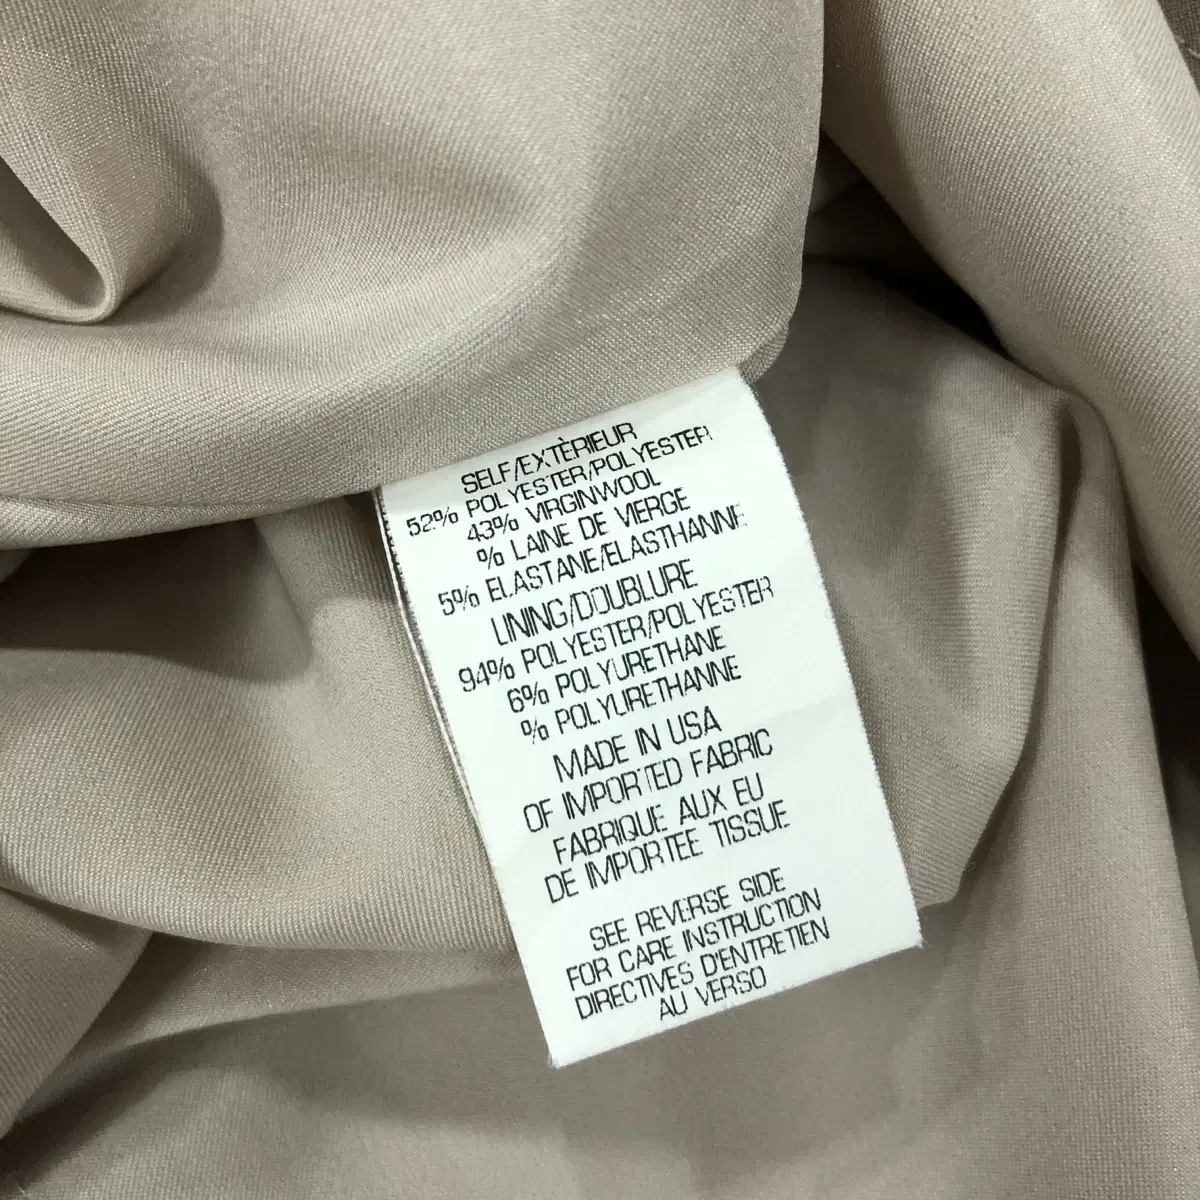 SELF/EXTÈRIEUR
52% POLYESTER/POLYESTER
43% VIRGINWOOL
% LAINE DE VIERGE
5% ELASTANE/ELASTHANNE
LINING/DOUBLURE
94% POLYESTER/POLYESTER
6% POLYURETHANE
% POLYURETHANNE
MADE IN USA
OF IMPORTED FABRIC
FABRIQUE AUX EU
DE IMPORTEE TISSUE
SEE REVERSE SIDE
FOR CARE INSTRUCTION
DIRECTIVES D'ENTRETIEN
AU VERSO